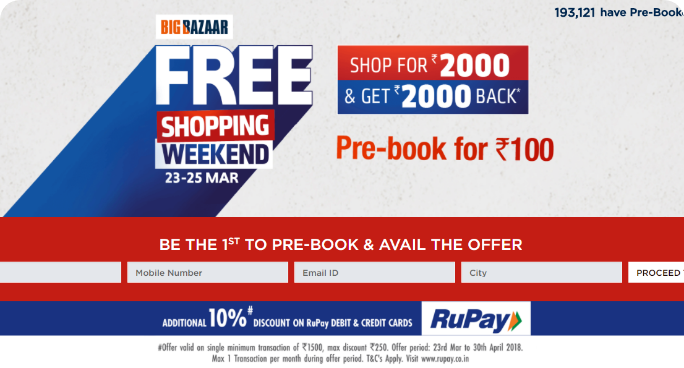 193,121 have Pre-Book
BIG BAZAAR
FREE
SHOPPING
WEEKEND
23-25 MAR
SHOP FOR ₹2000
& GET ₹2000 BACK*
Pre-book for ₹100
BE THE 1ST TO PRE-BOOK & AVAIL THE OFFER
Mobile Number
Email ID
City
PROCEED
ADDITIONAL 10%# DISCOUNT ON RuPay DEBIT & CREDIT CARDS
RuPay
#Offer valid on single minimum transaction of ₹1500, max discount ₹250. Offer period: 23rd Mar to 30th April 2018.
Max 1 Transaction per month during offer period. T&C's Apply. Visit www.rupay.co.in